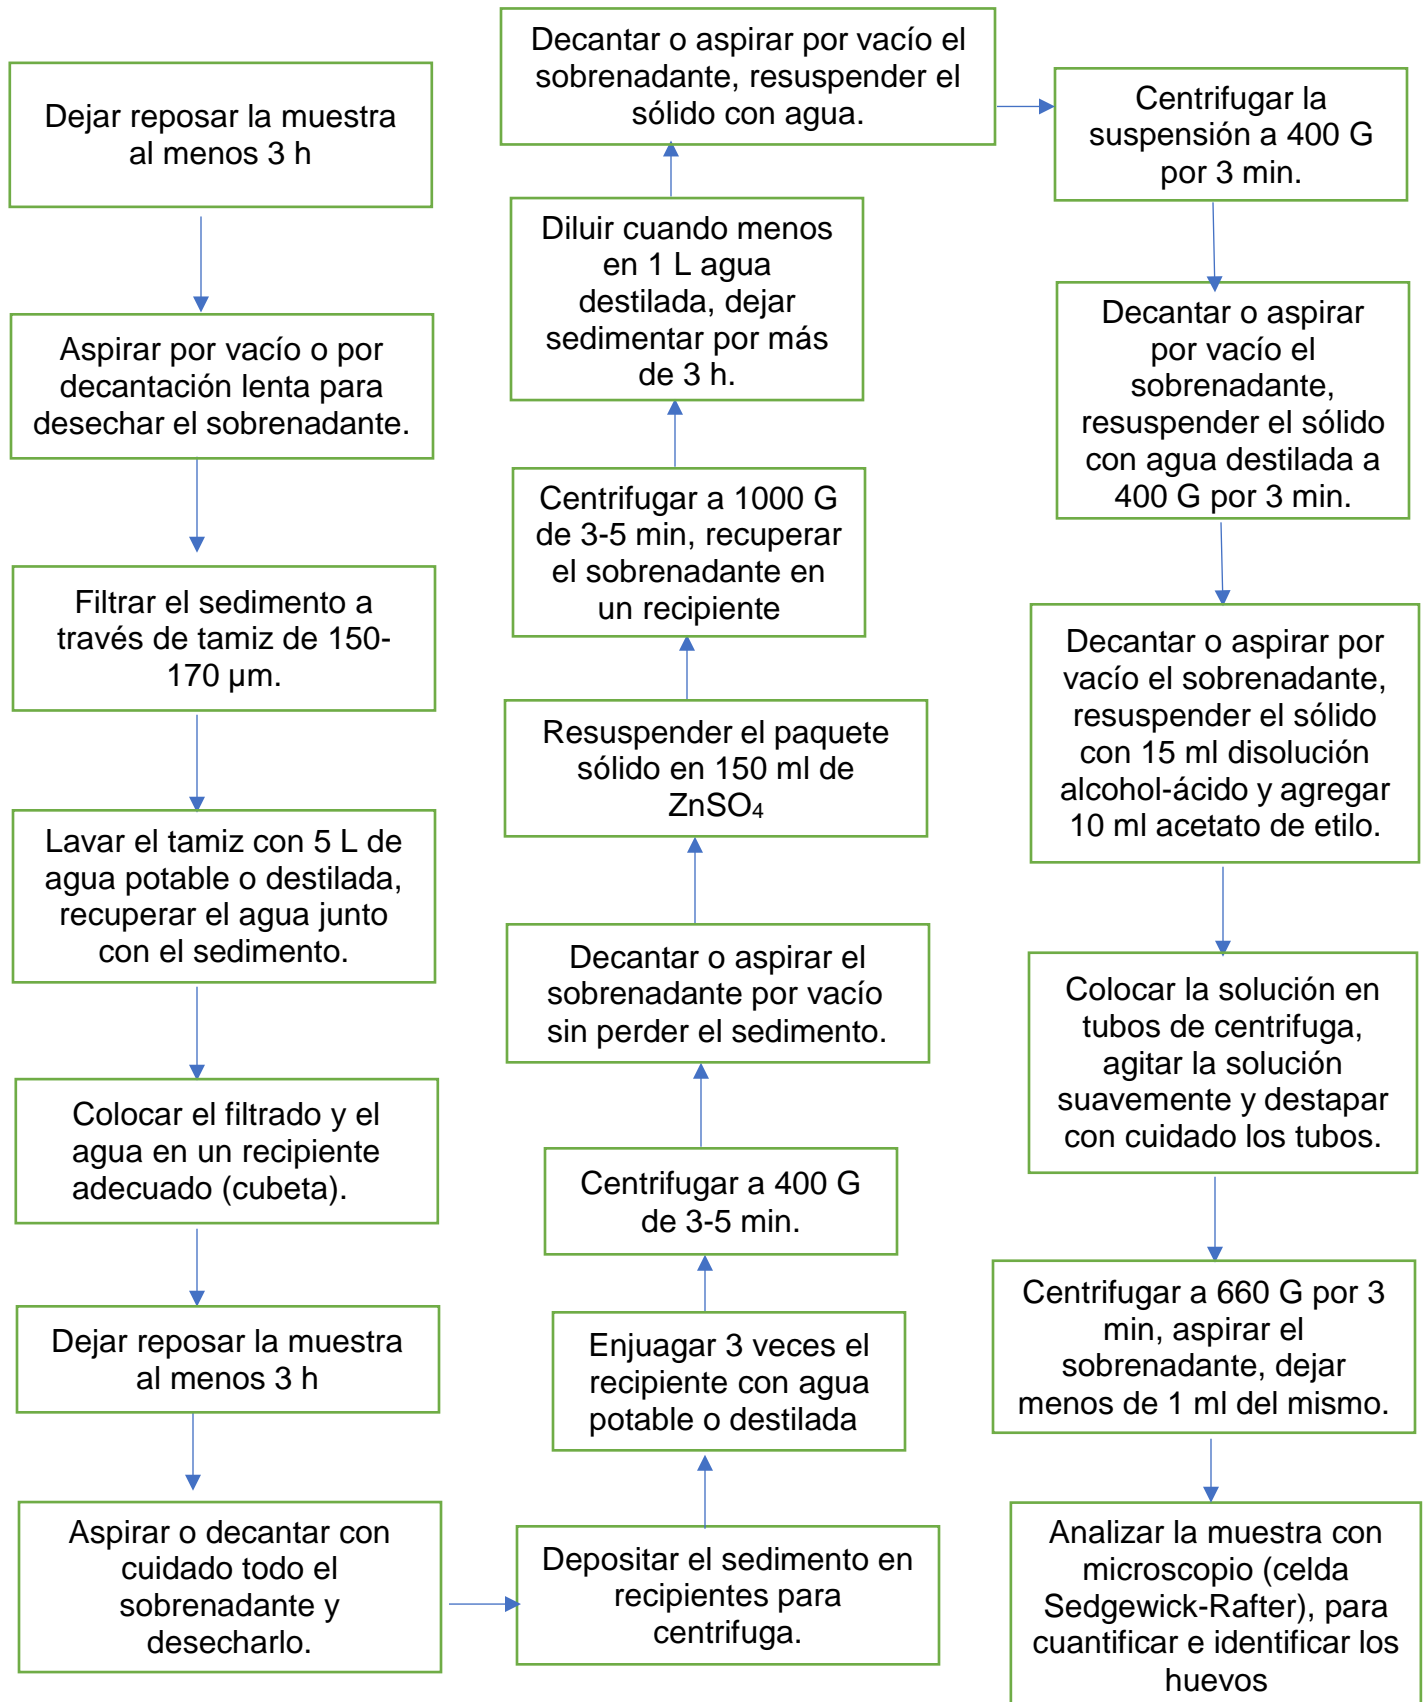 Dejar reposar la muestra
al menos 3 h
Aspirar por vacío o por
decantación lenta para
desechar el sobrenadante.
Filtrar el sedimento a
través de tamiz de 150-
170 µm.
Lavar el tamiz con 5 L de
agua potable o destilada,
recuperar el agua junto
con el sedimento.
Colocar el filtrado y el
agua en un recipiente
adecuado (cubeta).
Dejar reposar la muestra
al menos 3 h
Aspirar o decantar con
cuidado todo el
sobrenadante y
desecharlo.
Depositar el sedimento en
recipientes para
centrifuga.
Enjuagar 3 veces el
recipiente con agua
potable o destilada
Centrifugar a 400 G
de 3-5 min.
Decantar o aspirar el
sobrenadante por vacío
sin perder el sedimento.
Resuspender el paquete
sólido en 150 ml de
ZnSO₄
Centrifugar a 1000 G
de 3-5 min, recuperar
el sobrenadante en
un recipiente
Diluir cuando menos
en 1 L agua
destilada, dejar
sedimentar por más
de 3 h.
Decantar o aspirar por vacío el
sobrenadante, resuspender el
sólido con agua.
Centrifugar la
suspensión a 400 G
por 3 min.
Decantar o aspirar
por vacío el
sobrenadante,
resuspender el sólido
con agua destilada a
400 G por 3 min.
Decantar o aspirar por
vacío el sobrenadante,
resuspender el sólido
con 15 ml disolución
alcohol-ácido y agregar
10 ml acetato de etilo.
Colocar la solución en
tubos de centrifuga,
agitar la solución
suavemente y destapar
con cuidado los tubos.
Centrifugar a 660 G por 3
min, aspirar el
sobrenadante, dejar
menos de 1 ml del mismo.
Analizar la muestra con
microscopio (celda
Sedgewick-Rafter), para
cuantificar e identificar los
huevos